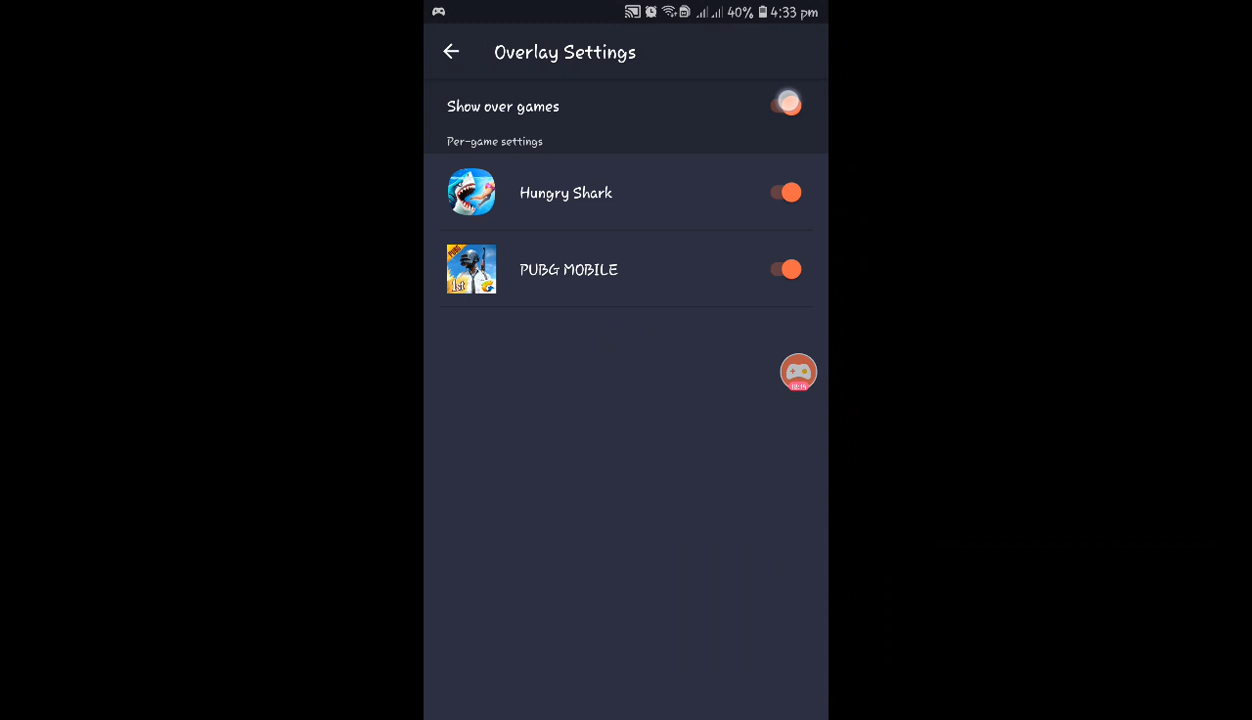 40% 4:33 pm
Overlay Settings
Show over games
Per-game settings
Hungry Shark
PUBG MOBILE